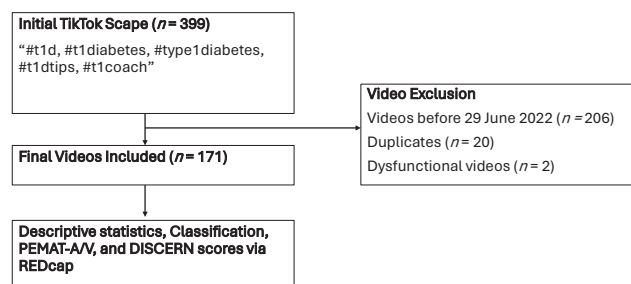 Initial TikTok Scape (n = 399)
“#t1d, #t1diabetes, #type1diabetes,
#t1dtips, #t1coach”
Video Exclusion
Videos before 29 June 2022 (n = 206)
Duplicates (n = 20)
Dysfunctional videos (n = 2)
Final Videos Included (n = 171)
Descriptive statistics, Classification,
PEMAT-A/V, and DISCERN scores via
REDcap